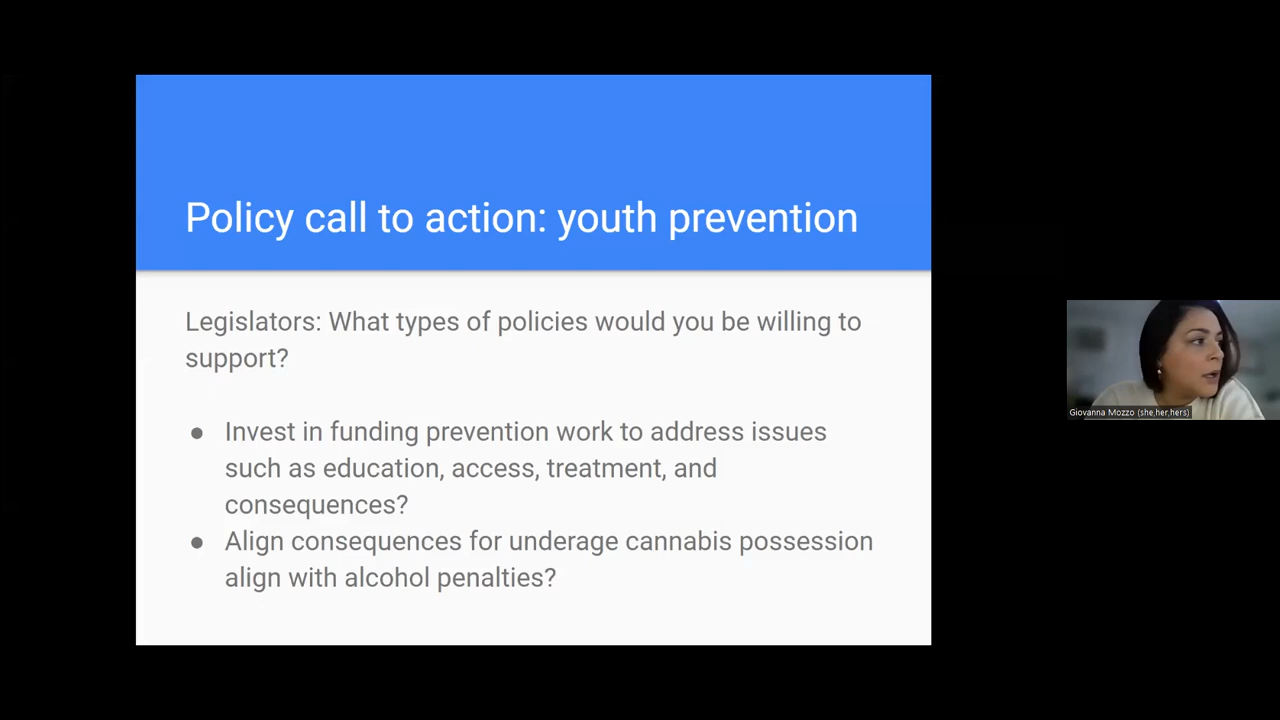 Policy call to action: youth prevention
Legislators: What types of policies would you be willing to
support?
● Invest in funding prevention work to address issues
such as education, access, treatment, and
consequences?
● Align consequences for underage cannabis possession
align with alcohol penalties?
Giovanna Mozzo (she,her,hers)